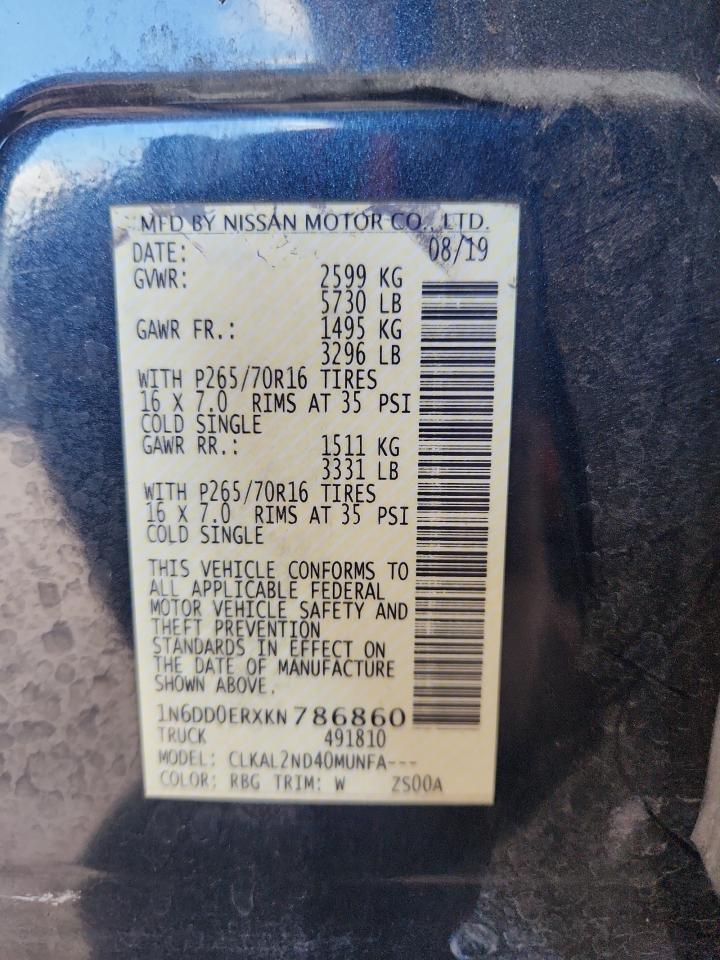 MFD BY NISSAN MOTOR CO., LTD.
DATE: 08/19
GVWR: 2599 KG
5730 LB
GAWR FR.: 1495 KG
3296 LB
WITH P265/70R16 TIRES
16 X 7.0 RIMS AT 35 PSI
COLD SINGLE
GAWR RR.: 1511 KG
3331 LB
WITH P265/70R16 TIRES
16 X 7.0 RIMS AT 35 PSI
COLD SINGLE
THIS VEHICLE CONFORMS TO
ALL APPLICABLE FEDERAL
MOTOR VEHICLE SAFETY AND
THEFT PREVENTION
STANDARDS IN EFFECT ON
THE DATE OF MANUFACTURE
SHOWN ABOVE.
1N6DD0ERXKN786860
TRUCK 491810
MODEL: CLKAL2ND40MUNFA---
COLOR: RBG TRIM: W ZS00A